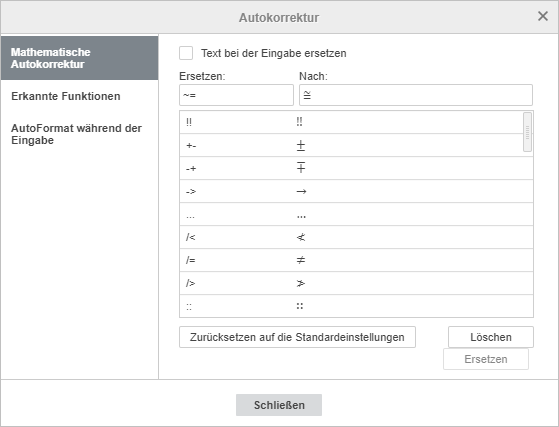 Autokorrektur
Mathematische
Autokorrektur
Erkannte Funktionen
AutoFormat während der
Eingabe
Text bei der Eingabe ersetzen
Ersetzen: Nach:
~= ≅
!! ‼
+- ±
-+ ∓
-> →
... …
/< ≮
/= ≠
/> ≯
:: ∷
Zurücksetzen auf die Standardeinstellungen Löschen
Ersetzen
Schließen